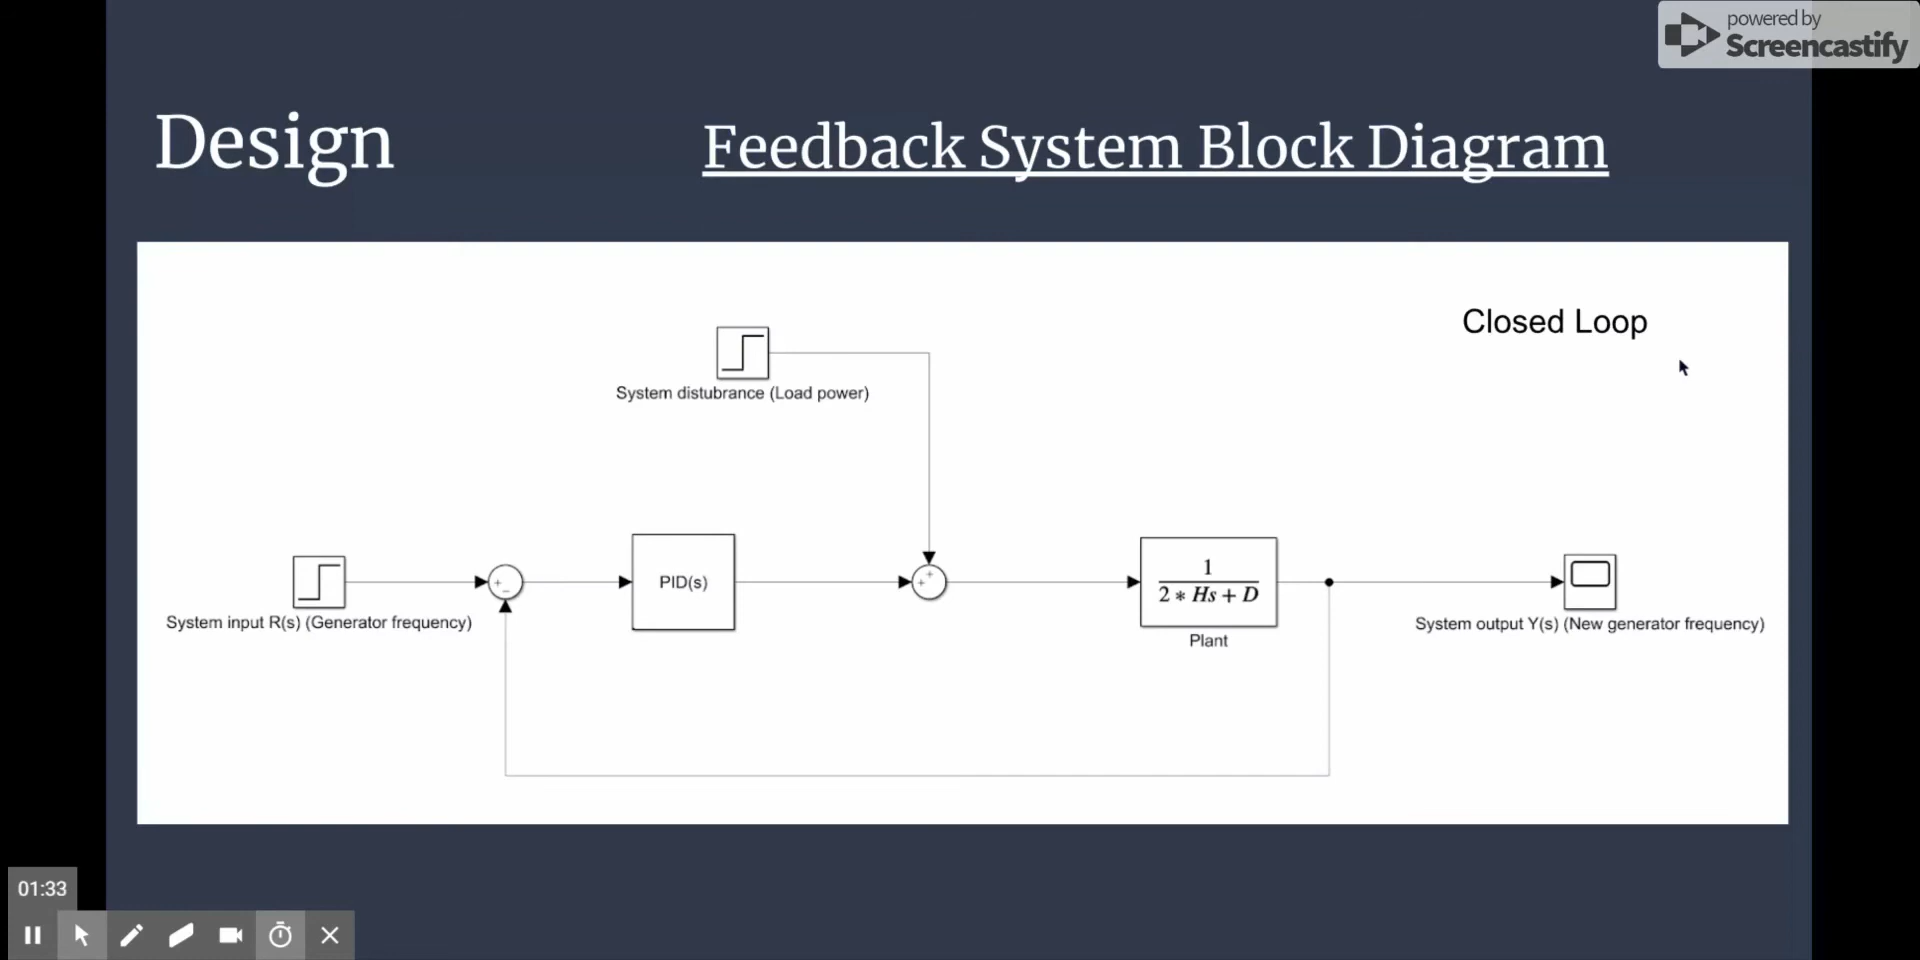 powered by
Screencastify
Design
Feedback System Block Diagram
Closed Loop
System distubrance (Load power)
System input R(s) (Generator frequency)
+
−
PID(s)
+
+
1
2 * Hs + D
Plant
System output Y(s) (New generator frequency)
01:33